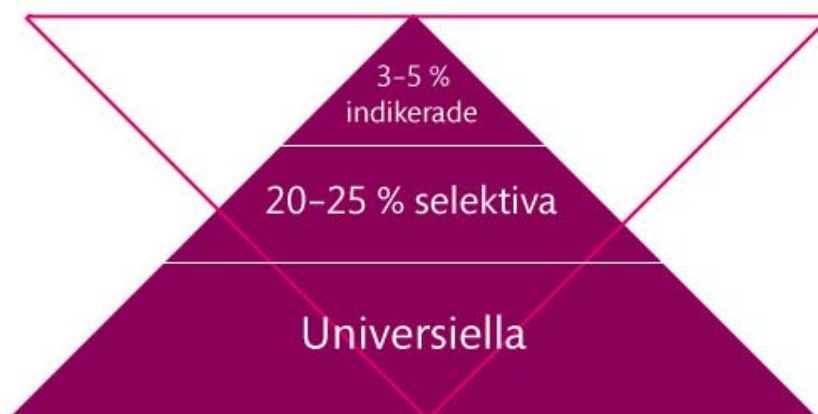 3–5 %
indikerade
20–25 % selektiva
Universiella